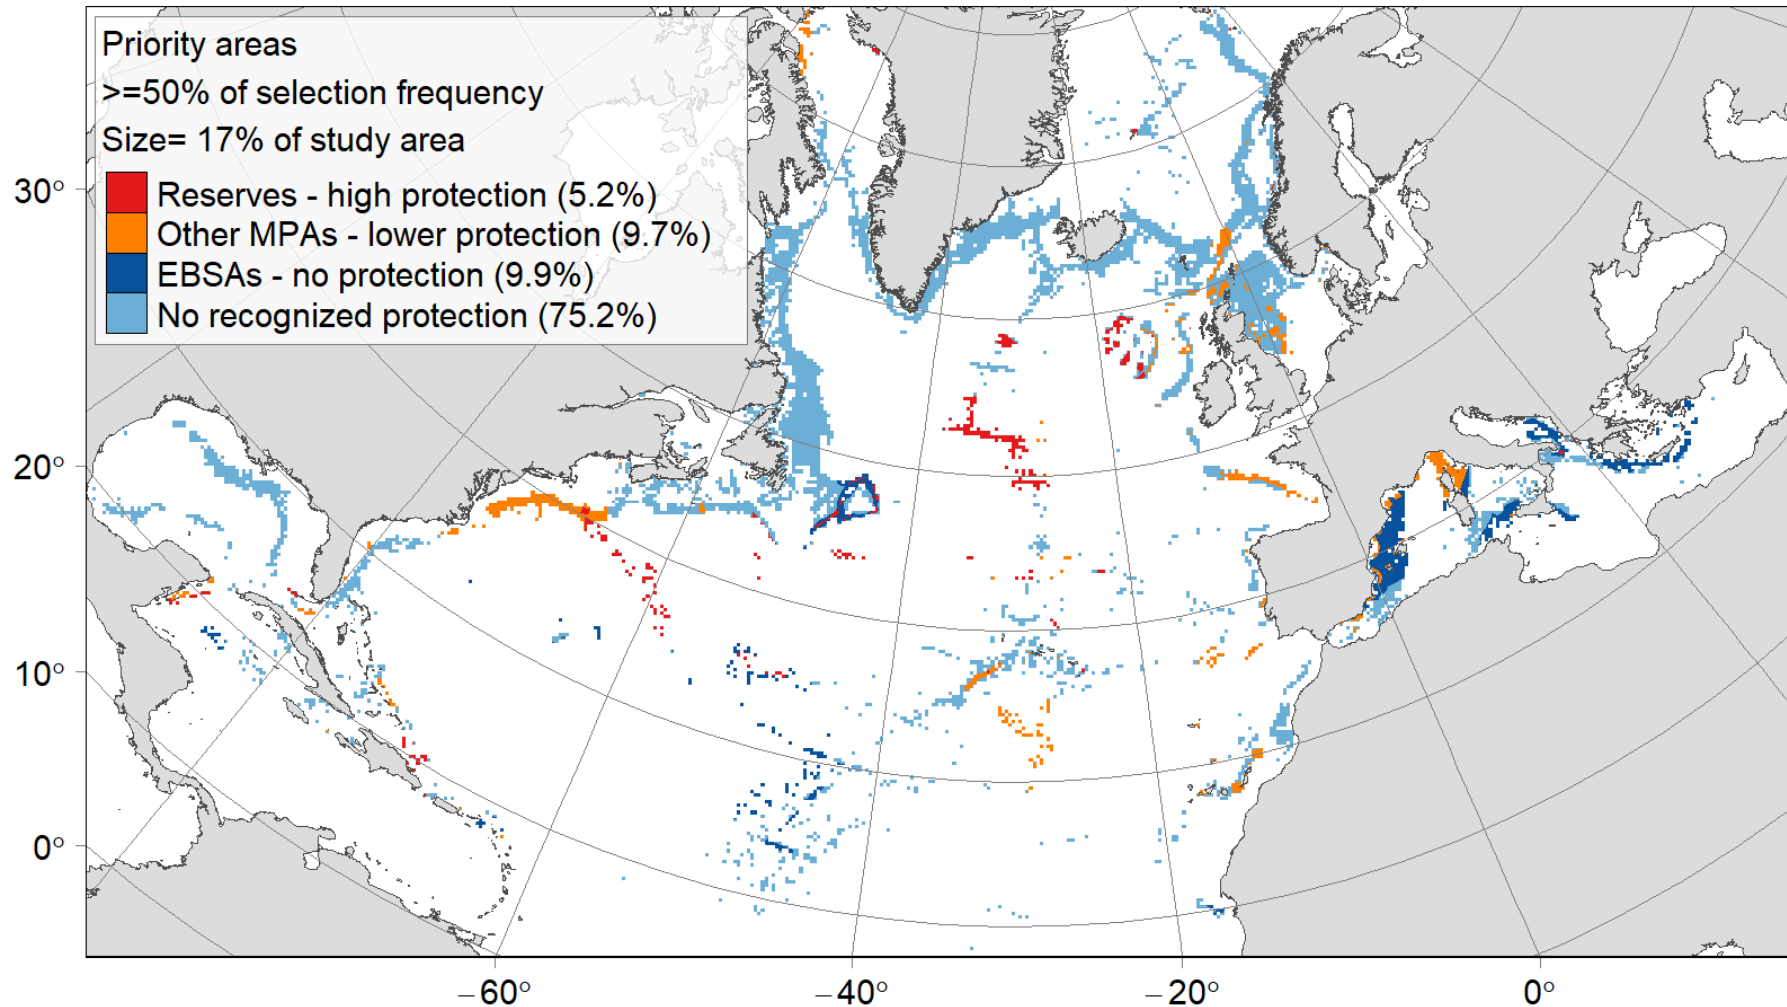 Priority areas
>=50% of selection frequency
Size= 17% of study area
Reserves - high protection (5.2%)
Other MPAs - lower protection (9.7%)
EBSAs - no protection (9.9%)
No recognized protection (75.2%)
30°
20°
10°
0°
−60°
−40°
−20°
0°